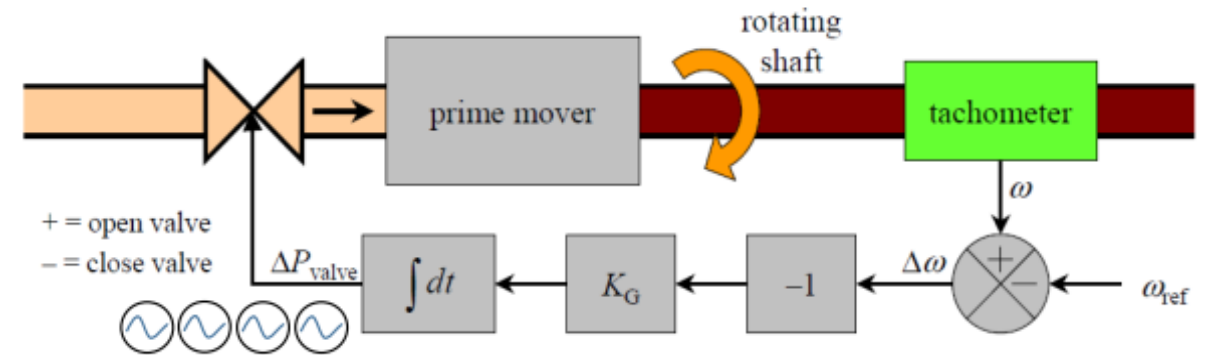 rotating
shaft
prime mover
tachometer
ω
+ = open valve
– = close valve
ΔP_valve
∫ dt
K_G
–1
Δω
+
–
ω_ref